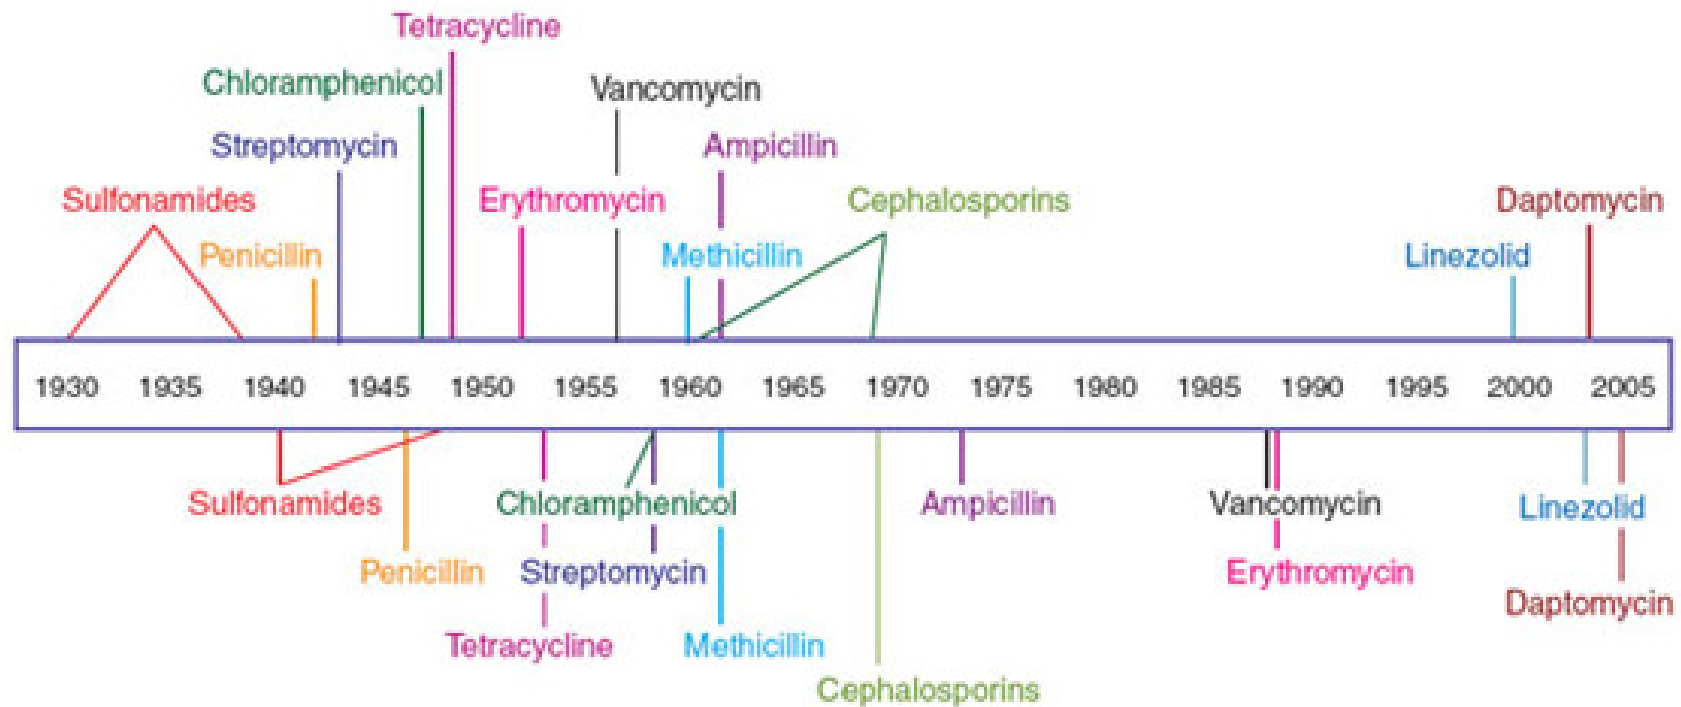 Tetracycline
Chloramphenicol
Vancomycin
Streptomycin
Ampicillin
Sulfonamides
Erythromycin
Cephalosporins
Daptomycin
Penicillin
Methicillin
Linezolid
1930 1935 1940 1945 1950 1955 1960 1965 1970 1975 1980 1985 1990 1995 2000 2005
Sulfonamides
Chloramphenicol
Ampicillin
Vancomycin
Linezolid
Penicillin
Streptomycin
Erythromycin
Daptomycin
Tetracycline
Methicillin
Cephalosporins